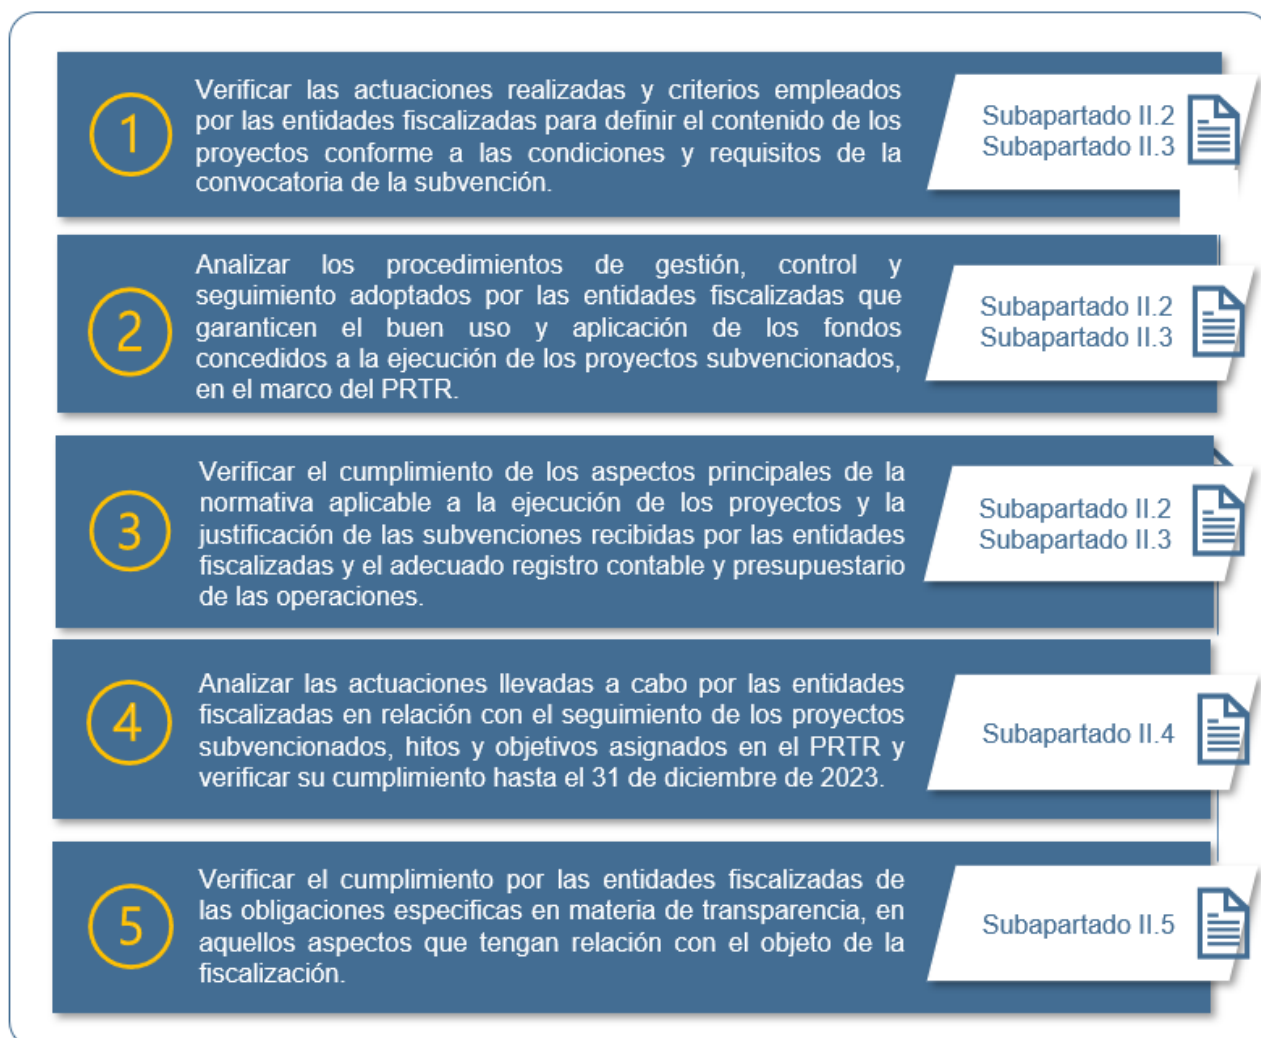 1
Verificar las actuaciones realizadas y criterios empleados
por las entidades fiscalizadas para definir el contenido de los
proyectos conforme a las condiciones y requisitos de la
convocatoria de la subvención.
Subapartado II.2
Subapartado II.3
2
Analizar los procedimientos de gestión, control y
seguimiento adoptados por las entidades fiscalizadas que
garanticen el buen uso y aplicación de los fondos
concedidos a la ejecución de los proyectos subvencionados,
en el marco del PRTR.
Subapartado II.2
Subapartado II.3
3
Verificar el cumplimiento de los aspectos principales de la
normativa aplicable a la ejecución de los proyectos y la
justificación de las subvenciones recibidas por las entidades
fiscalizadas y el adecuado registro contable y presupuestario
de las operaciones.
Subapartado II.2
Subapartado II.3
4
Analizar las actuaciones llevadas a cabo por las entidades
fiscalizadas en relación con el seguimiento de los proyectos
subvencionados, hitos y objetivos asignados en el PRTR y
verificar su cumplimiento hasta el 31 de diciembre de 2023.
Subapartado II.4
5
Verificar el cumplimiento por las entidades fiscalizadas de
las obligaciones especificas en materia de transparencia, en
aquellos aspectos que tengan relación con el objeto de la
fiscalización.
Subapartado II.5